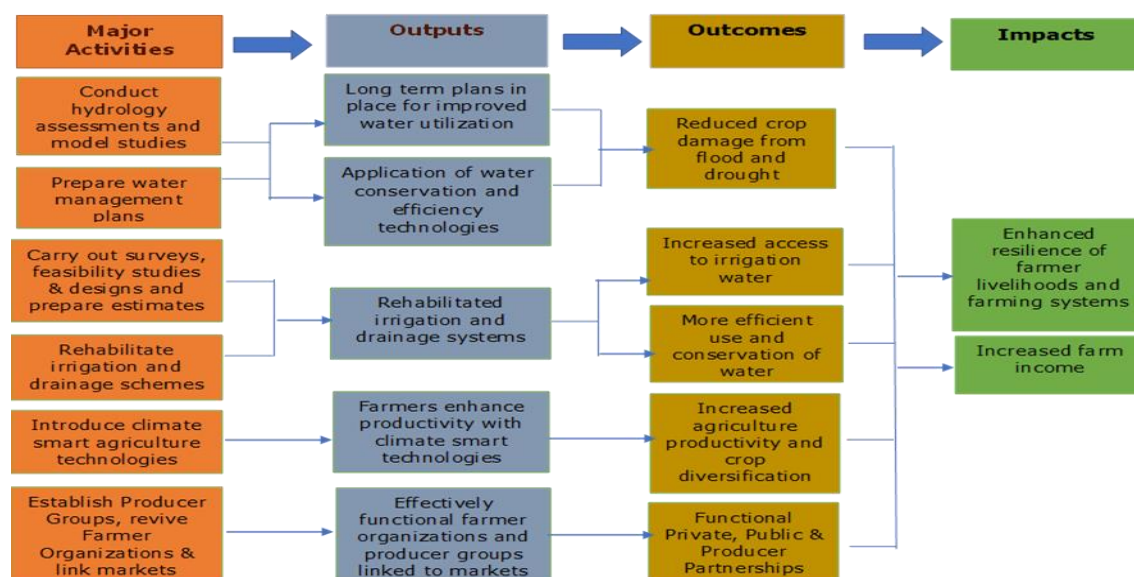 Major
Activities
Outputs
Outcomes
Impacts
Conduct
hydrology
assessments and
model studies
Prepare water
management
plans
Carry out surveys,
feasibility studies
& designs and
prepare estimates
Rehabilitate
irrigation and
drainage schemes
Introduce climate
smart agriculture
technologies
Establish Producer
Groups, revive
Farmer
Organizations &
link markets
Long term plans in
place for improved
water utilization
Application of water
conservation and
efficiency
technologies
Rehabilitated
irrigation and
drainage systems
Farmers enhance
productivity with
climate smart
technologies
Effectively
functional farmer
organizations and
producer groups
linked to markets
Reduced crop
damage from
flood and
drought
Increased access
to irrigation
water
More efficient
use and
conservation of
water
Increased
agriculture
productivity and
crop
diversification
Functional
Private, Public &
Producer
Partnerships
Enhanced
resilience of
farmer
livelihoods and
farming systems
Increased farm
income